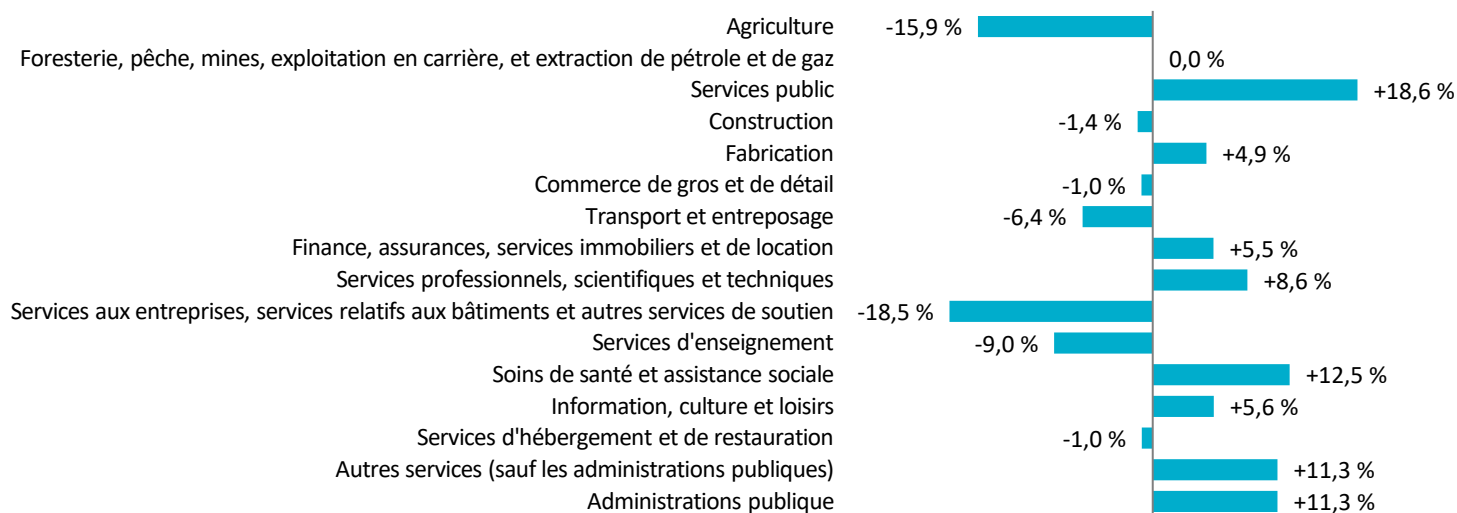 Agriculture -15,9 %
Foresterie, pêche, mines, exploitation en carrière, et extraction de pétrole et de gaz 0,0 %
Services public +18,6 %
Construction -1,4 %
Fabrication +4,9 %
Commerce de gros et de détail -1,0 %
Transport et entreposage -6,4 %
Finance, assurances, services immobiliers et de location +5,5 %
Services professionnels, scientifiques et techniques +8,6 %
Services aux entreprises, services relatifs aux bâtiments et autres services de soutien -18,5 %
Services d'enseignement -9,0 %
Soins de santé et assistance sociale +12,5 %
Information, culture et loisirs +5,6 %
Services d'hébergement et de restauration -1,0 %
Autres services (sauf les administrations publiques) +11,3 %
Administrations publique +11,3 %